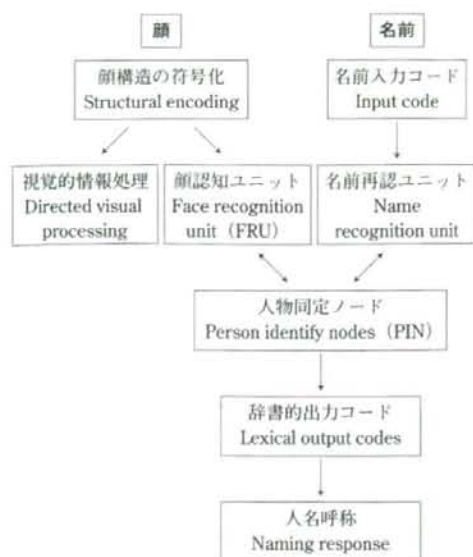 顔
名前
顔構造の符号化
Structural encoding
名前入力コード
Input code
視覚的情報処理
Directed visual
processing
顔認知ユニット
Face recognition
unit（FRU）
名前再認ユニット
Name
recognition unit
人物同定ノード
Person identify nodes（PIN）
辞書的出力コード
Lexical output codes
人名呼称
Naming response